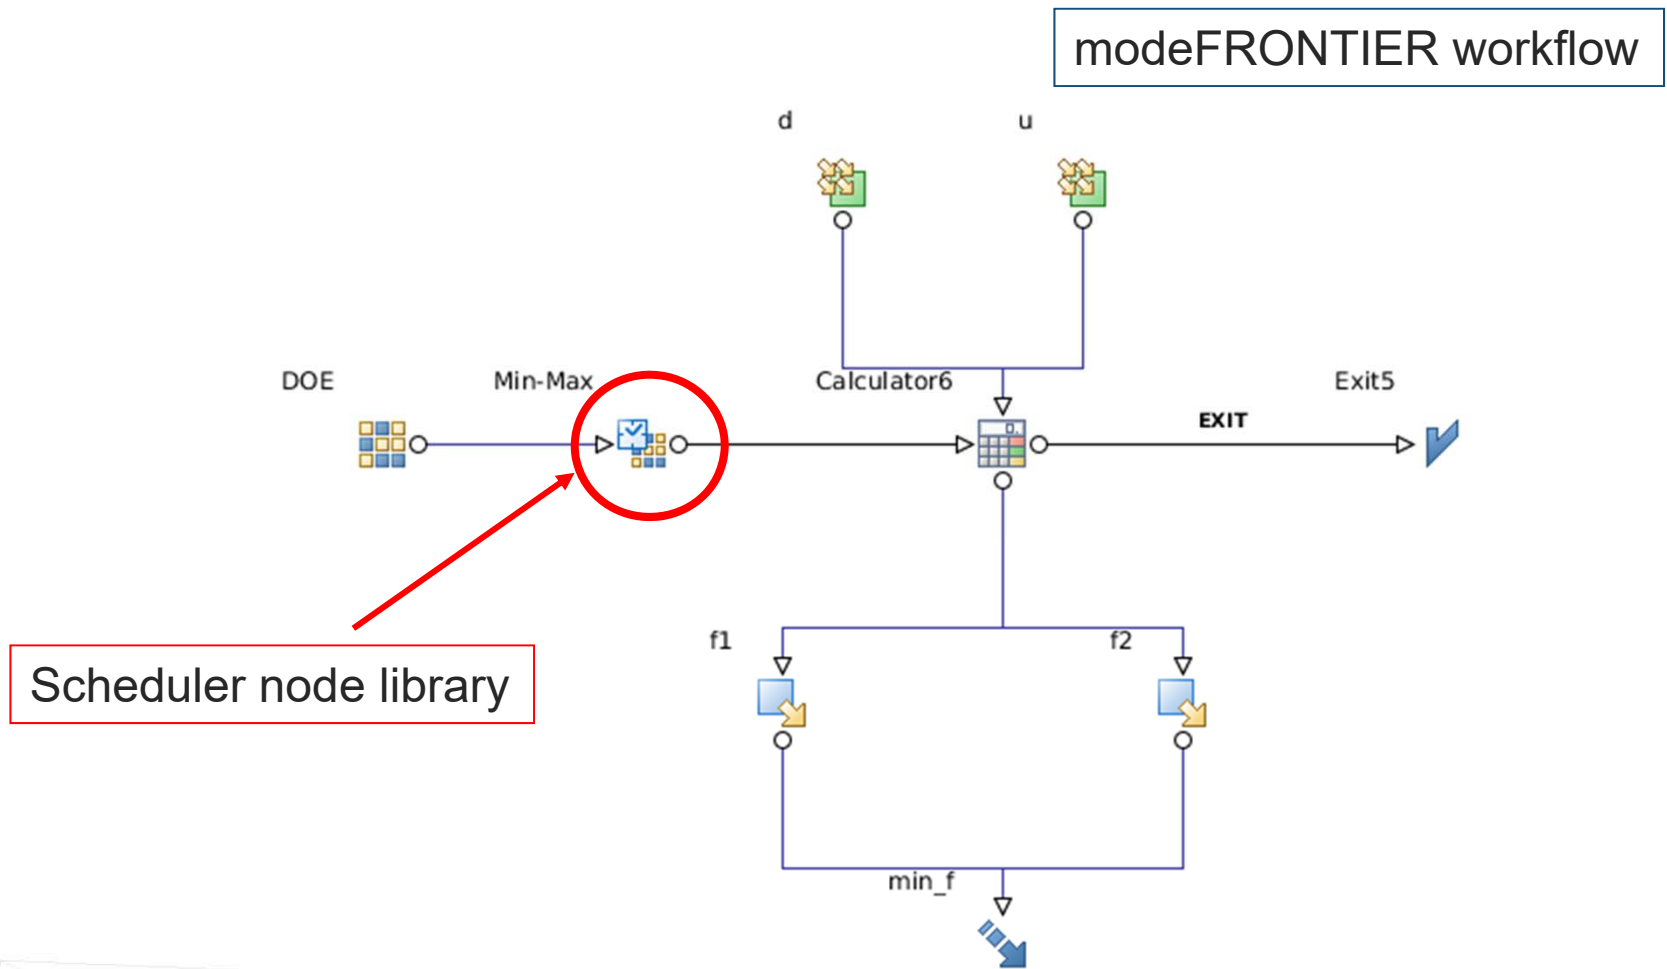 modeFRONTIER workflow
d
u
DOE
Min-Max
Calculator6
Exit5
EXIT
f1
f2
Scheduler node library
min_f